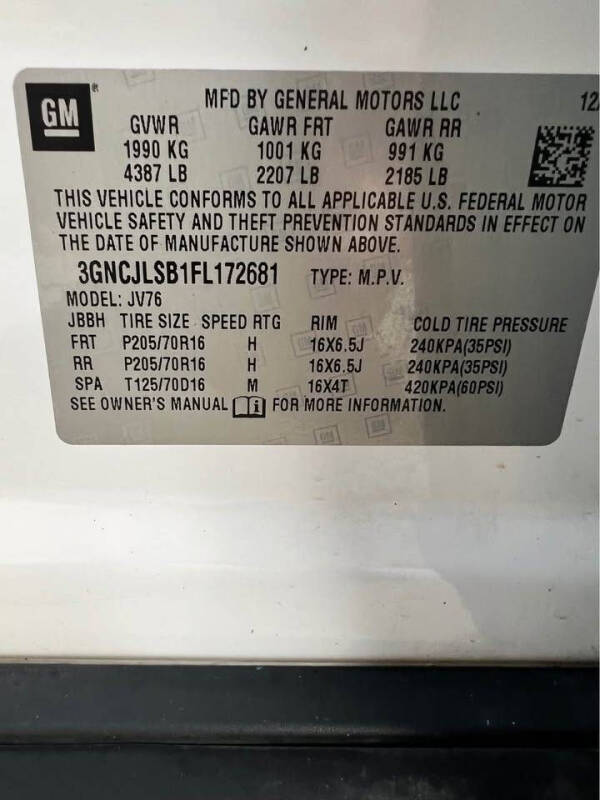 GM ® MFD BY GENERAL MOTORS LLC 12/
GVWR GAWR FRT GAWR RR
1990 KG 1001 KG 991 KG
4387 LB 2207 LB 2185 LB
THIS VEHICLE CONFORMS TO ALL APPLICABLE U.S. FEDERAL MOTOR
VEHICLE SAFETY AND THEFT PREVENTION STANDARDS IN EFFECT ON
THE DATE OF MANUFACTURE SHOWN ABOVE.
3GNCJLSB1FL172681 TYPE: M.P.V.
MODEL: JV76
JBBH TIRE SIZE SPEED RTG RIM COLD TIRE PRESSURE
FRT P205/70R16 H 16X6.5J 240KPA(35PSI)
RR P205/70R16 H 16X6.5J 240KPA(35PSI)
SPA T125/70D16 M 16X4T 420KPA(60PSI)
SEE OWNER'S MANUAL i FOR MORE INFORMATION.